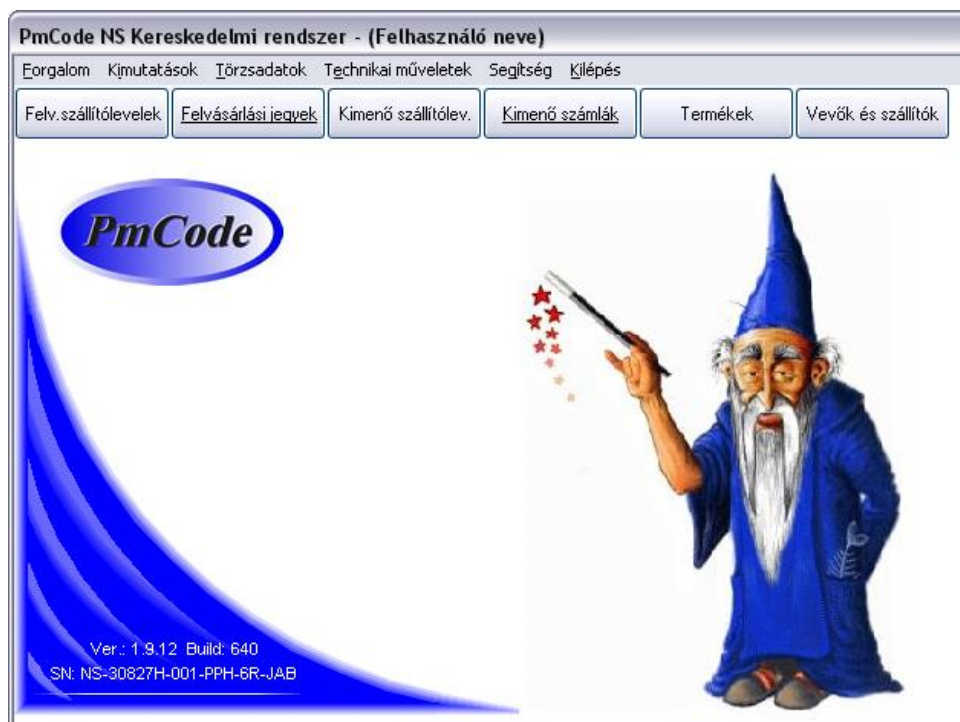 PmCode NS Kereskedelmi rendszer - (Felhasználó neve)
Forgalom Kimutatások Törzsadatok Technikai műveletek Segítség Kilépés
Felv.szállítólevelek Felvásárlási jegyek Kimenő szállítólev. Kimenő számlák Termékek Vevők és szállítók
PmCode
Ver.: 1.9.12 Build: 640
SN: NS-30827H-001-PPH-6R-JAB